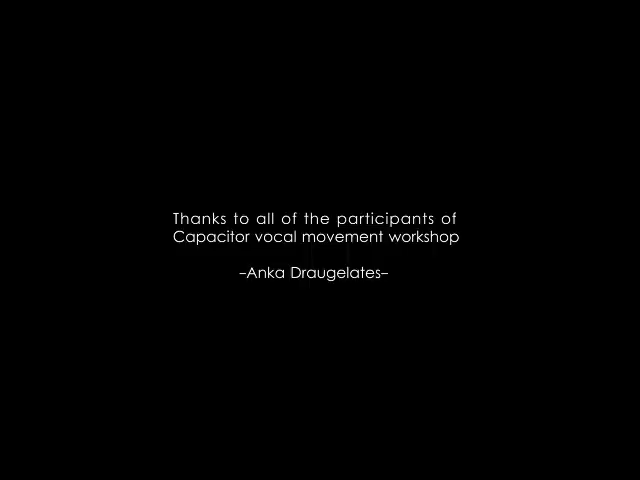 Thanks to all of the participants of
Capacitor vocal movement workshop
-Anka Draugelates-